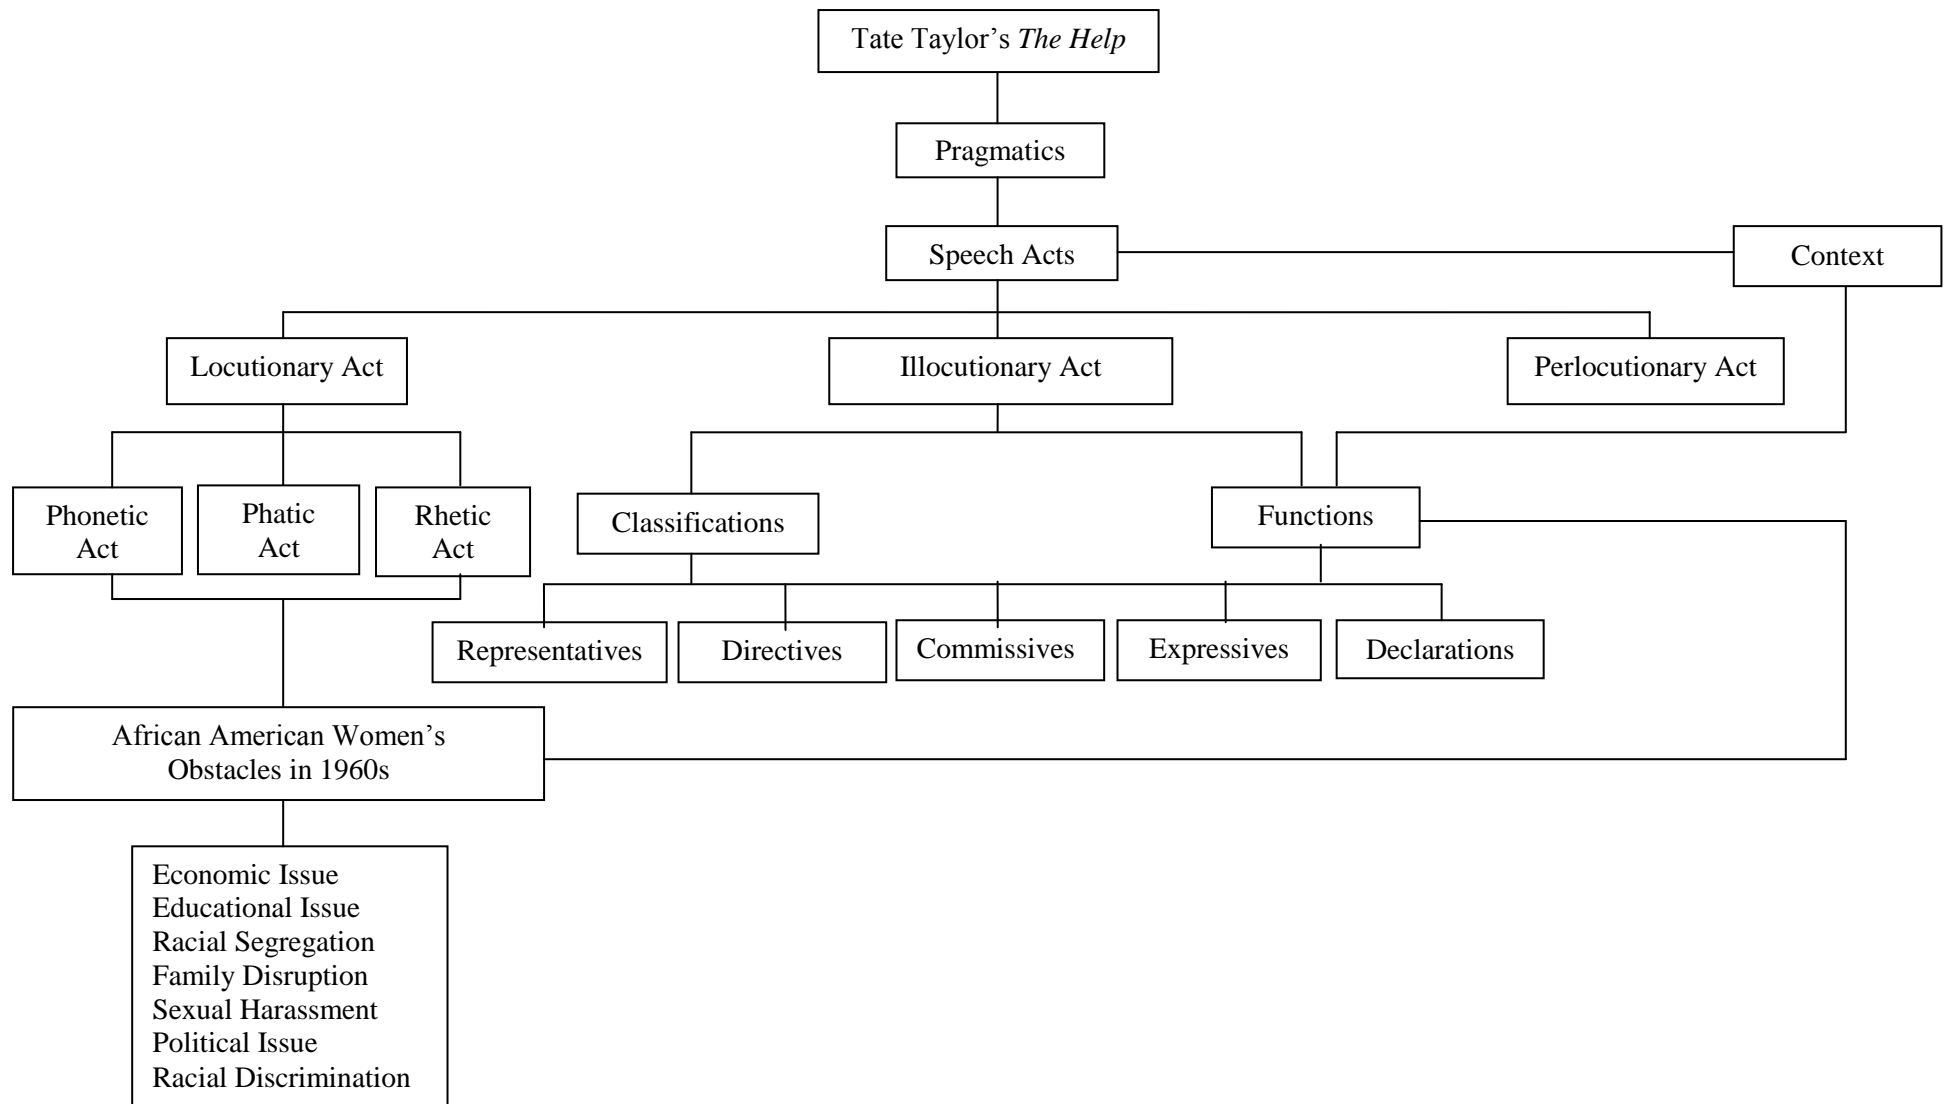 Tate Taylor’s The Help
Pragmatics
Speech Acts
Context
Locutionary Act
Illocutionary Act
Perlocutionary Act
Phonetic
Act
Phatic
Act
Rhetic
Act
Classifications
Functions
Representatives
Directives
Commissives
Expressives
Declarations
African American Women’s
Obstacles in 1960s
Economic Issue
Educational Issue
Racial Segregation
Family Disruption
Sexual Harassment
Political Issue
Racial Discrimination